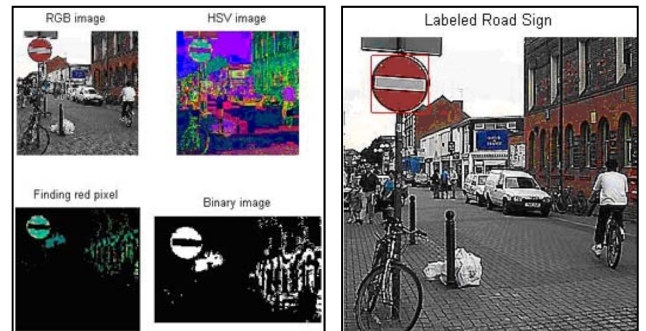 RGB image
HSV image
Finding red pixel
Binary image
Labeled Road Sign